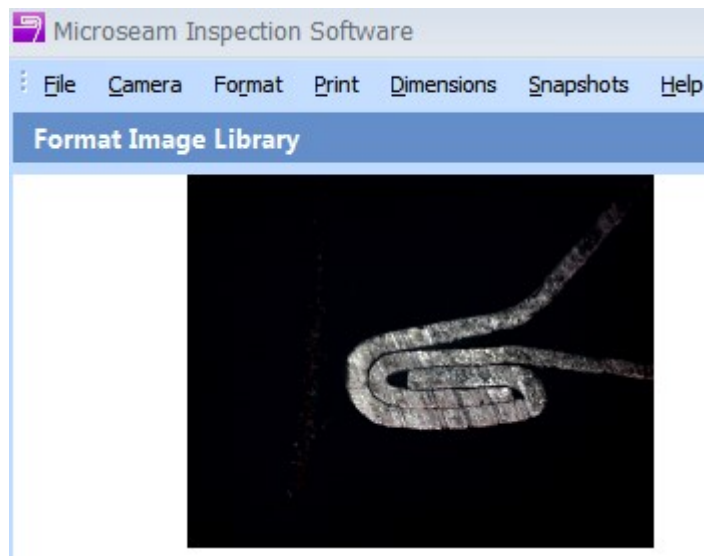 Microseam Inspection Software
File Camera Format Print Dimensions Snapshots Help
Format Image Library